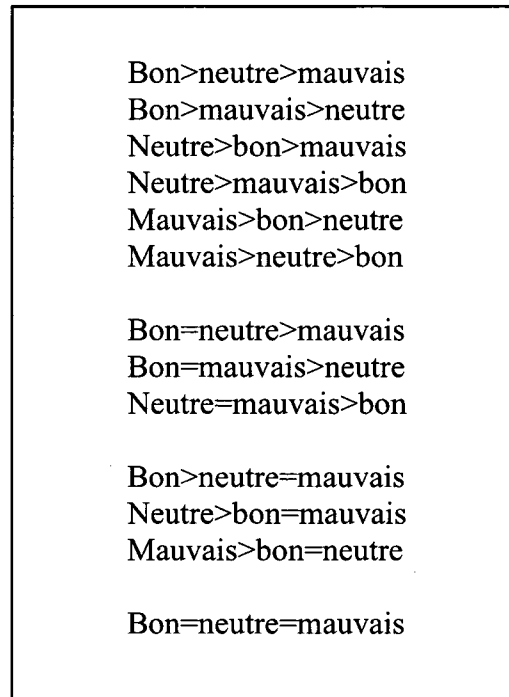 Bon>neutre>mauvais
Bon>mauvais>neutre
Neutre>bon>mauvais
Neutre>mauvais>bon
Mauvais>bon>neutre
Mauvais>neutre>bon
Bon=neutre>mauvais
Bon=mauvais>neutre
Neutre=mauvais>bon
Bon>neutre=mauvais
Neutre>bon=mauvais
Mauvais>bon=neutre
Bon=neutre=mauvais